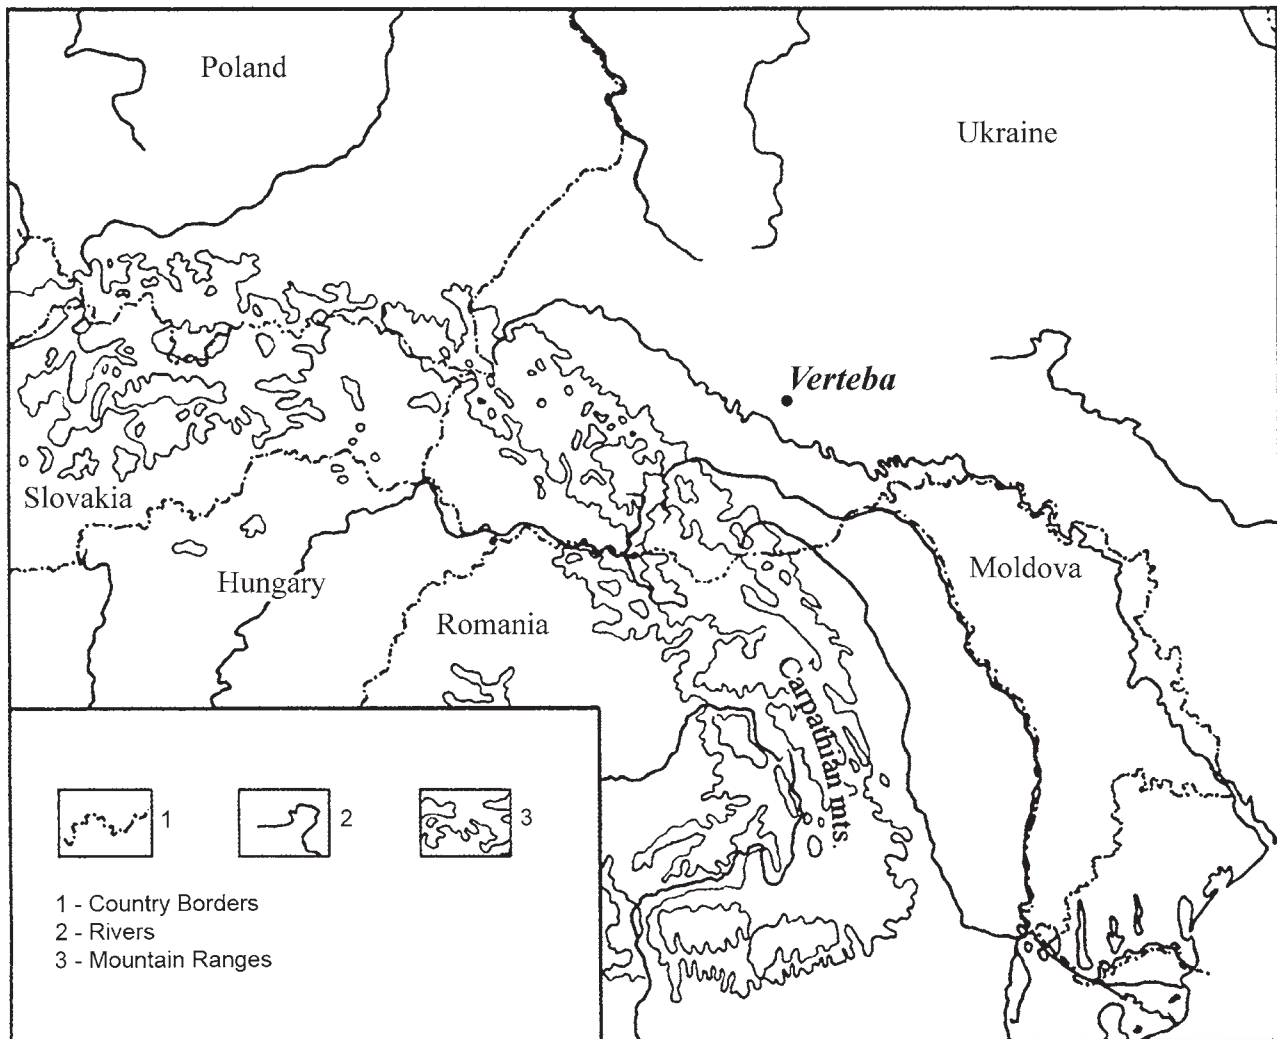 Poland
Ukraine
Verteba
Slovakia
Hungary
Romania
Moldova
Carpathian mts.
1
2
3
1 - Country Borders
2 - Rivers
3 - Mountain Ranges